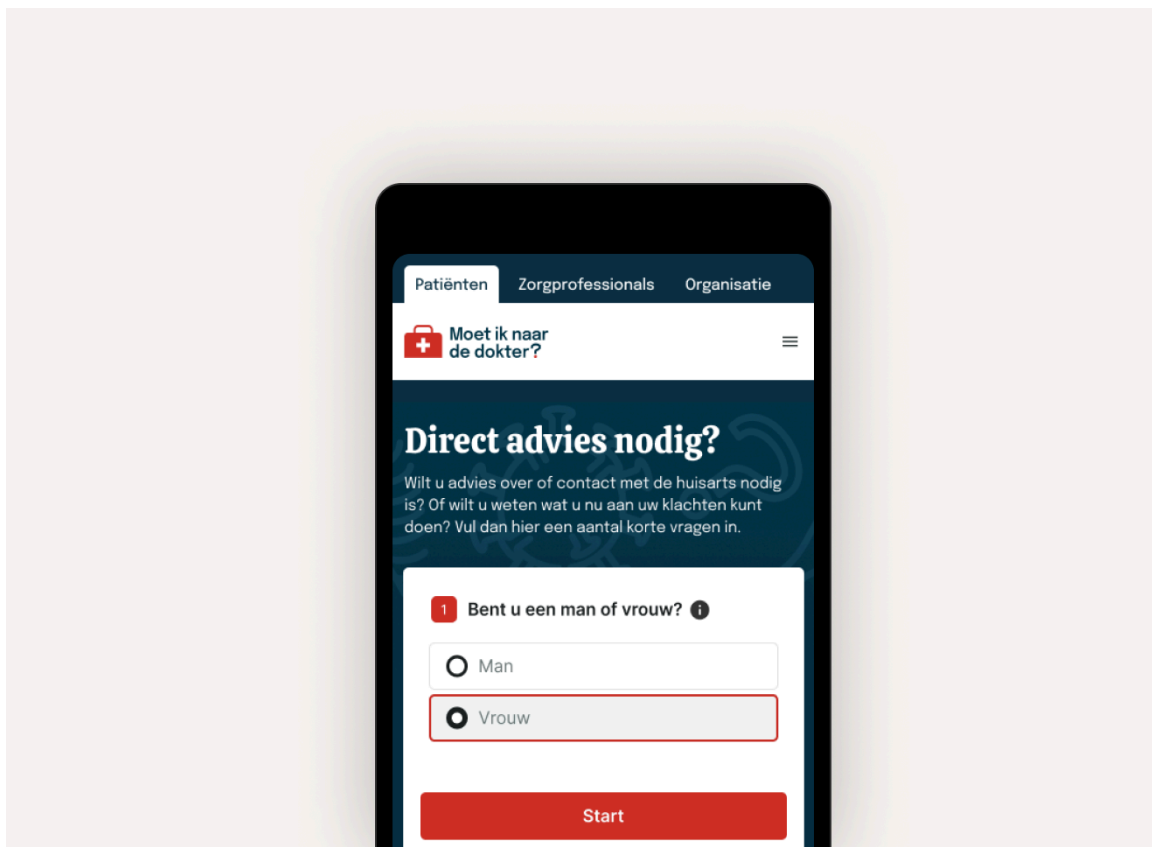 Patiënten Zorgprofessionals Organisatie
Moet ik naar
de dokter?
Direct advies nodig?
Wilt u advies over of contact met de huisarts nodig
is? Of wilt u weten wat u nu aan uw klachten kunt
doen? Vul dan hier een aantal korte vragen in.
1 Bent u een man of vrouw? i
Man
Vrouw
Start